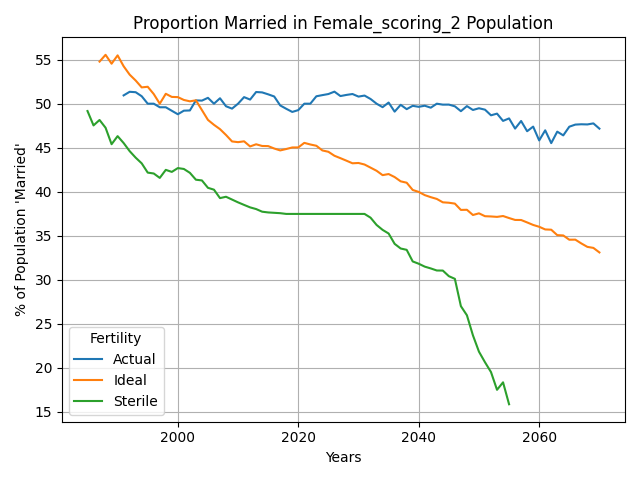 Proportion Married in Female_scoring_2 Population
% of Population 'Married'
55
50
45
40
35
30
25
20
15
Fertility
Actual
Ideal
Sterile
2000 2020 2040 2060
Years